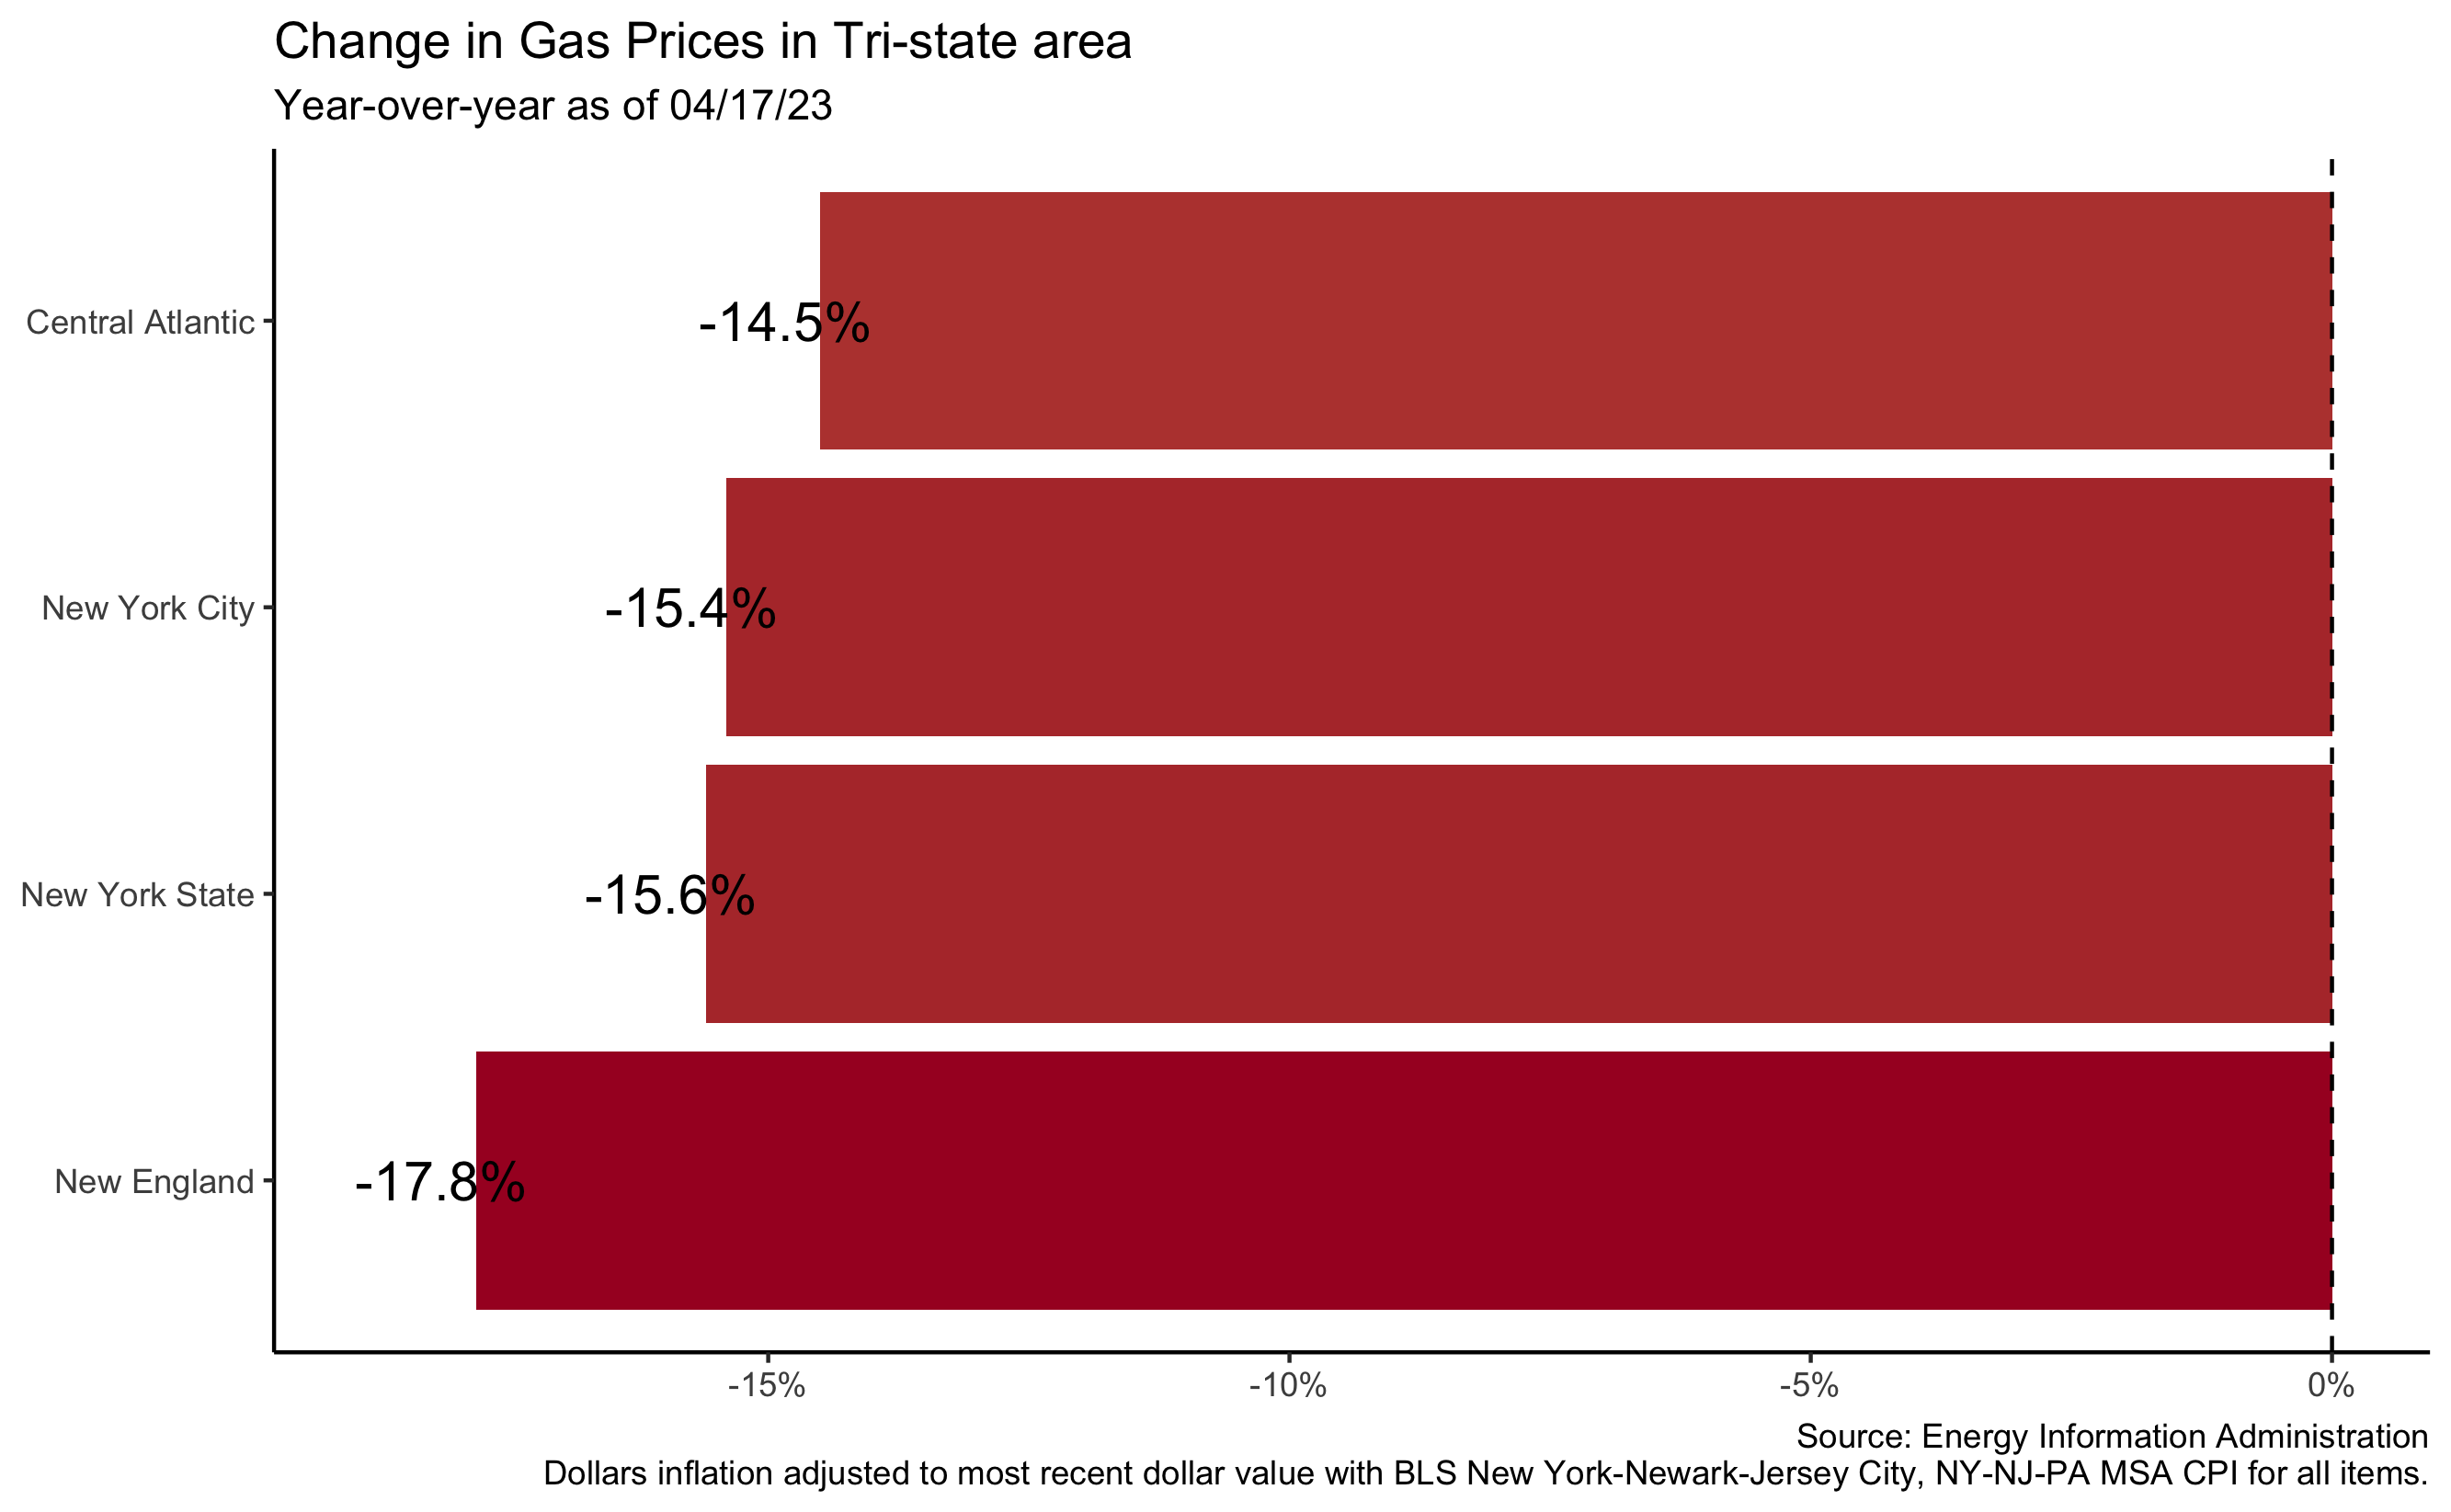 Change in Gas Prices in Tri-state area
Year-over-year as of 04/17/23
Central Atlantic
-14.5%
New York City
-15.4%
New York State
-15.6%
New England
-17.8%
-15%
-10%
-5%
0%
Source: Energy Information Administration
Dollars inflation adjusted to most recent dollar value with BLS New York-Newark-Jersey City, NY-NJ-PA MSA CPI for all items.